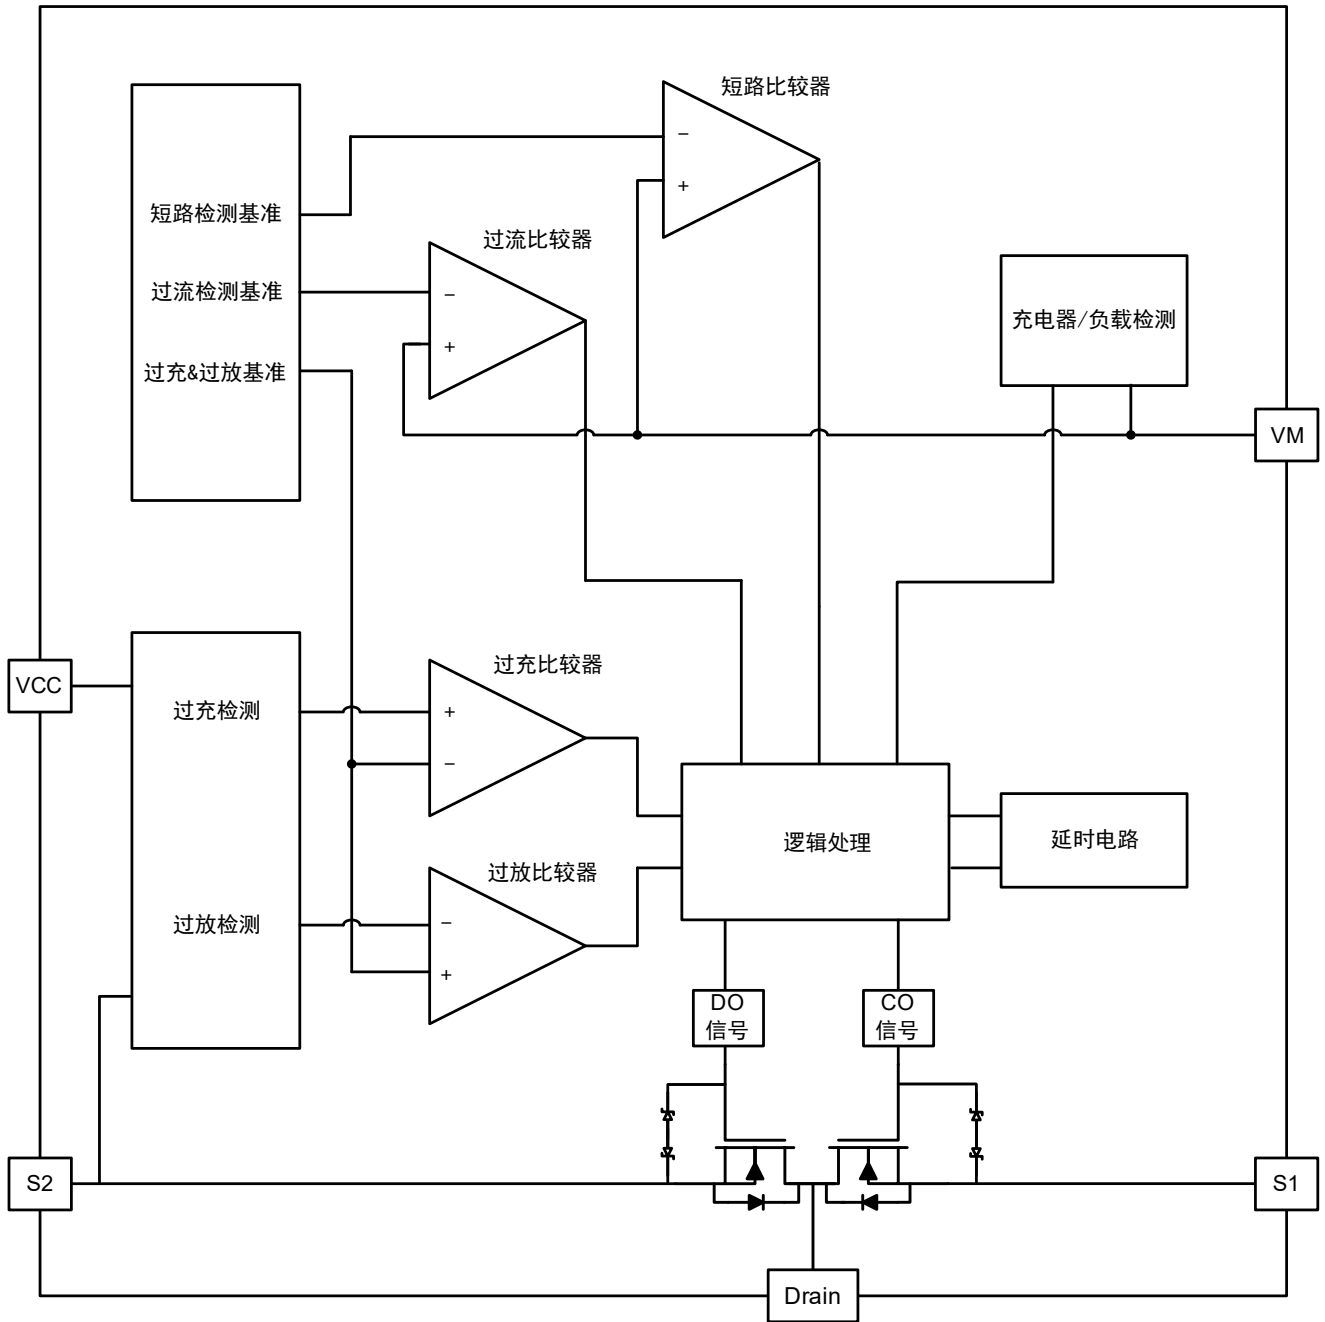 短路比较器
−
+
短路检测基准
过流比较器
过流检测基准
−
+
充电器/负载检测
过充&过放基准
VM
过充比较器
VCC
过充检测
+
−
逻辑处理
延时电路
过放比较器
过放检测
−
+
DO
信号
CO
信号
S2
S1
Drain